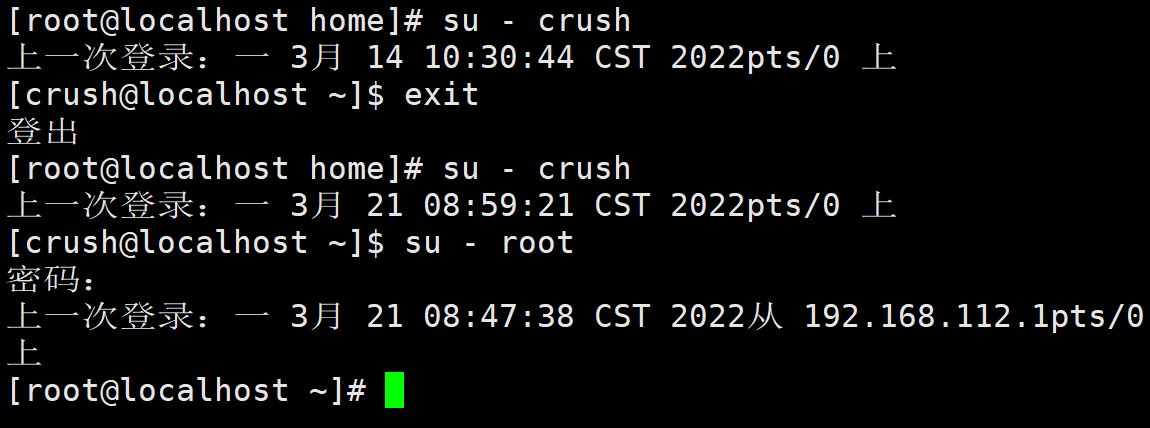 [root@localhost home]# su - crush
上一次登录：一 3月 14 10:30:44 CST 2022pts/0 上
[crush@localhost ~]$ exit
登出
[root@localhost home]# su - crush
上一次登录：一 3月 21 08:59:21 CST 2022pts/0 上
[crush@localhost ~]$ su - root
密码：
上一次登录：一 3月 21 08:47:38 CST 2022从 192.168.112.1pts/0
上
[root@localhost ~]#